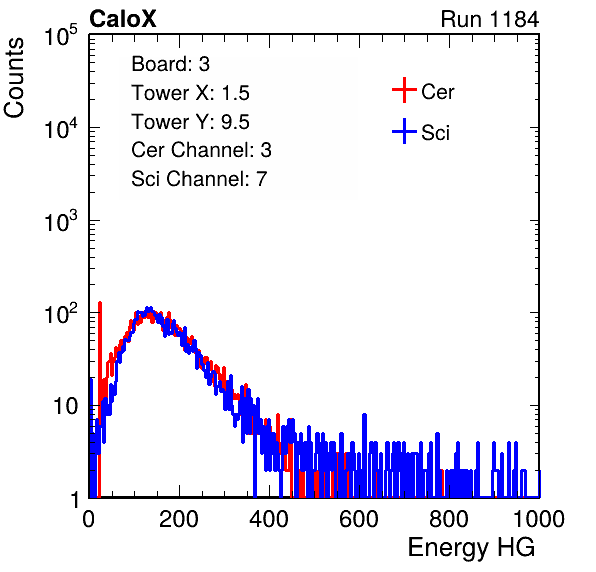 CaloX Run 1184
Counts
Board: 3
Tower X: 1.5
Tower Y: 9.5
Cer Channel: 3
Sci Channel: 7
Cer
Sci
10^5
10^4
10^3
10^2
10
1
0 200 400 600 800 1000
Energy HG